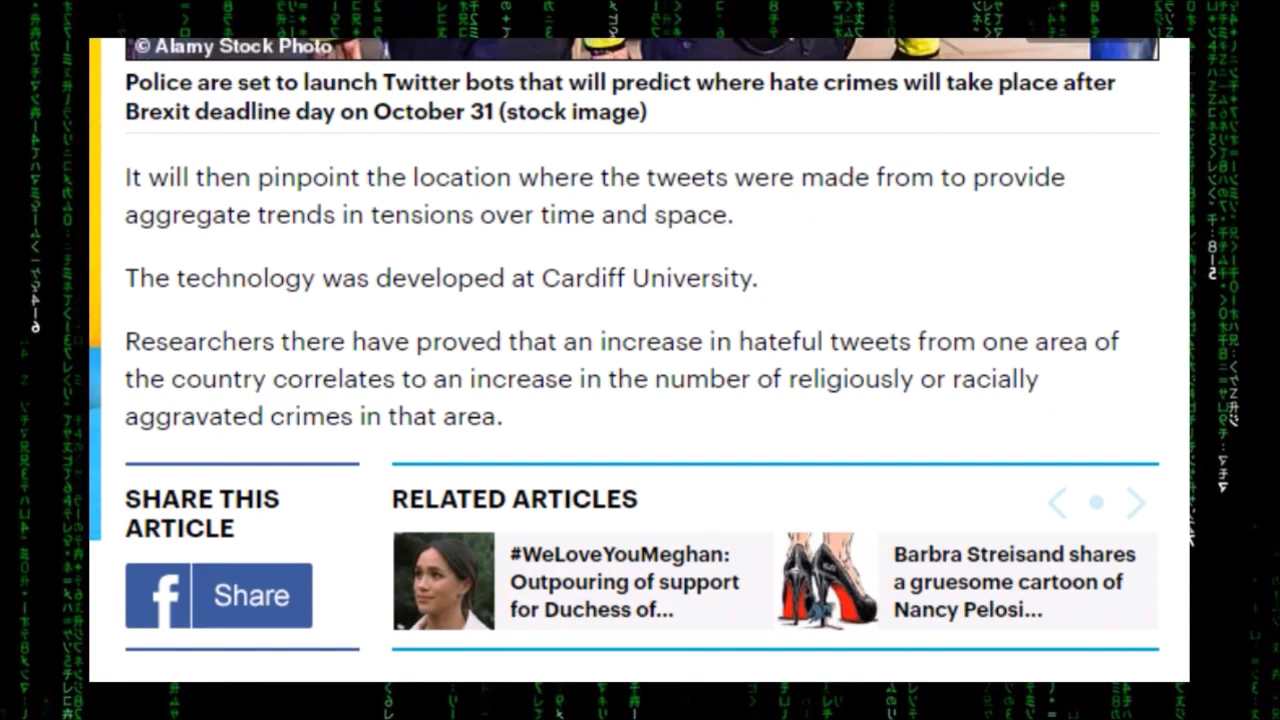 © Alamy Stock Photo
Police are set to launch Twitter bots that will predict where hate crimes will take place after
Brexit deadline day on October 31 (stock image)
It will then pinpoint the location where the tweets were made from to provide
aggregate trends in tensions over time and space.
The technology was developed at Cardiff University.
Researchers there have proved that an increase in hateful tweets from one area of
the country correlates to an increase in the number of religiously or racially
aggravated crimes in that area.
SHARE THIS
ARTICLE
f Share
RELATED ARTICLES
#WeLoveYouMeghan:
Outpouring of support
for Duchess of...
Barbra Streisand shares
a gruesome cartoon of
Nancy Pelosi...